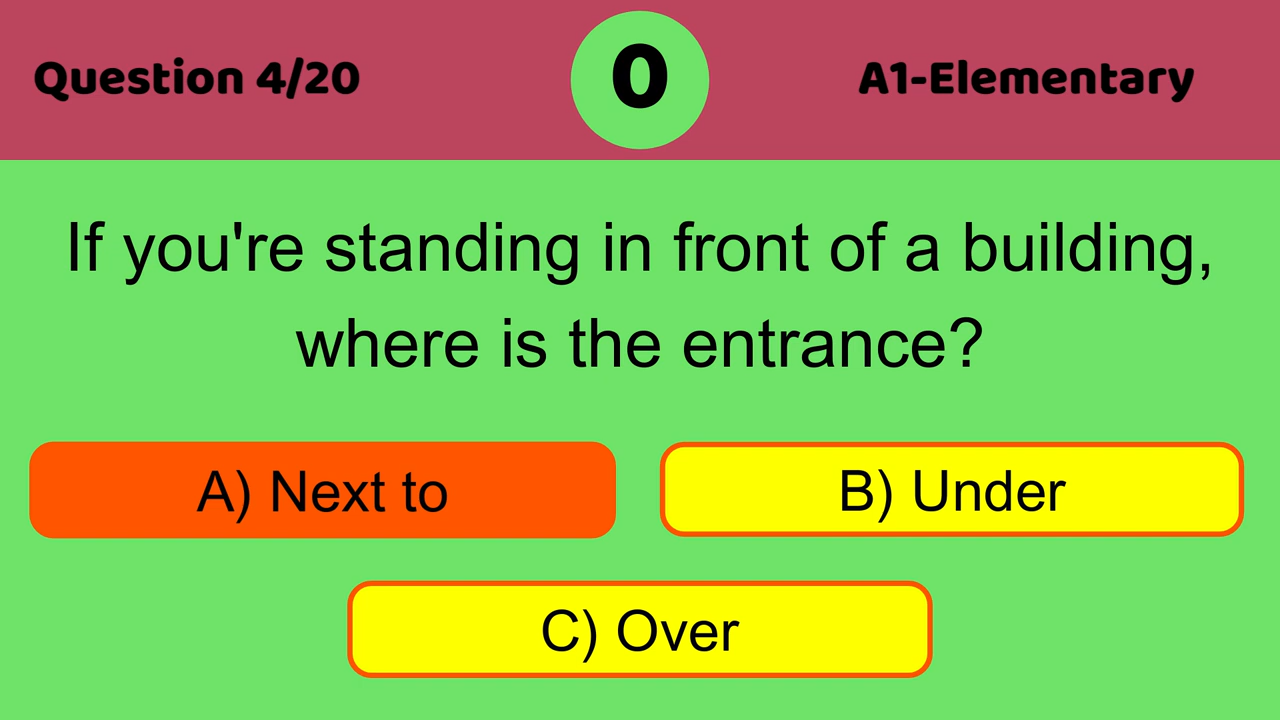 Question 4/20
0
A1-Elementary
If you're standing in front of a building,
where is the entrance?
A) Next to
B) Under
C) Over